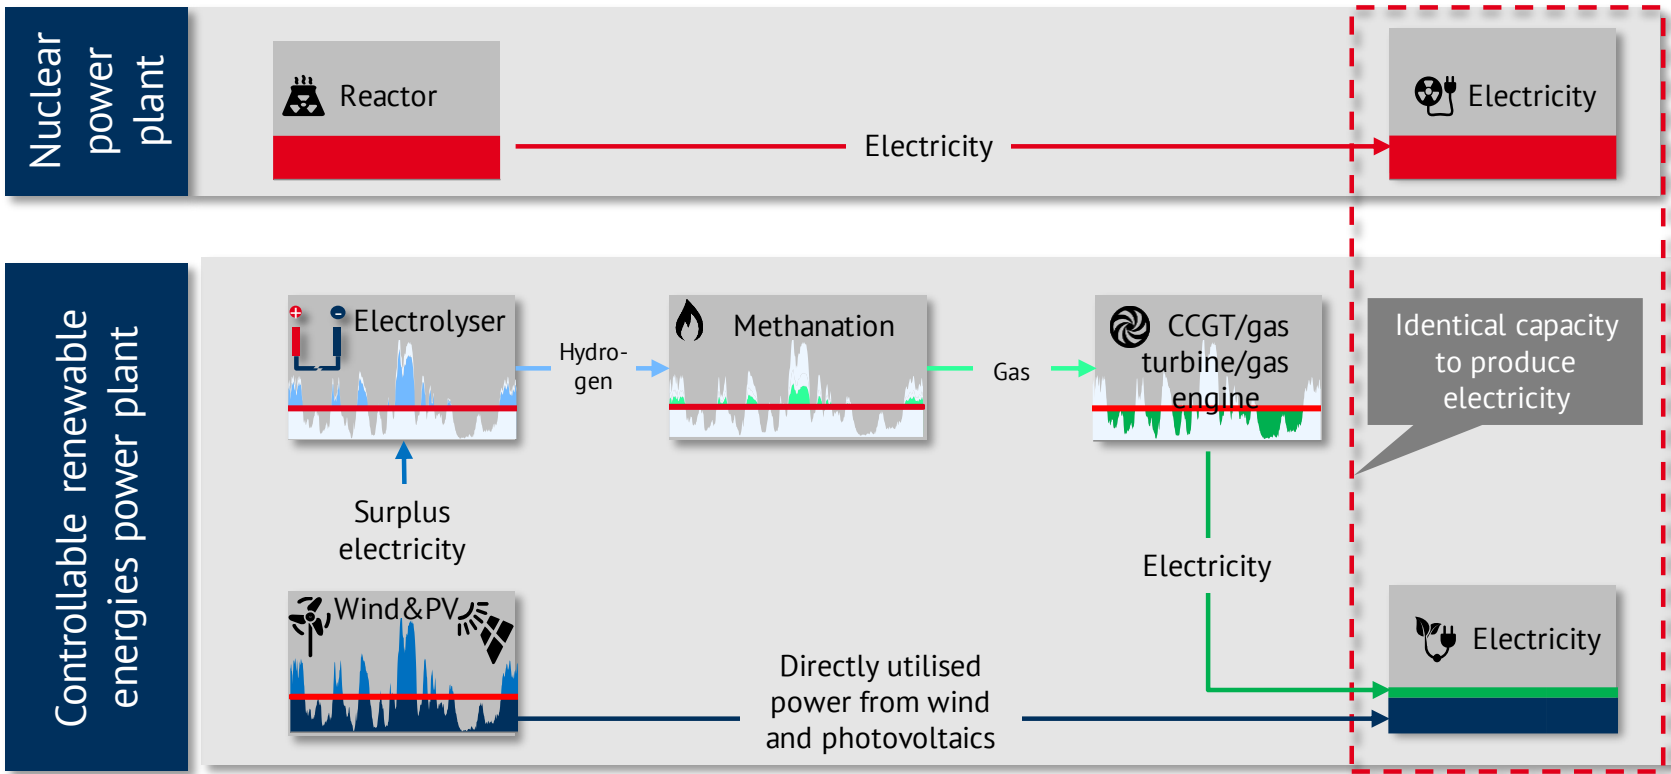 Nuclear
power
plant
Reactor
Electricity
Electricity
Controllable renewable
energies power plant
Electrolyser
Hydro-
gen
Methanation
Gas
CCGT/gas
turbine/gas
engine
Identical capacity
to produce
electricity
Surplus
electricity
Electricity
Wind&PV
Directly utilised
power from wind
and photovoltaics
Electricity